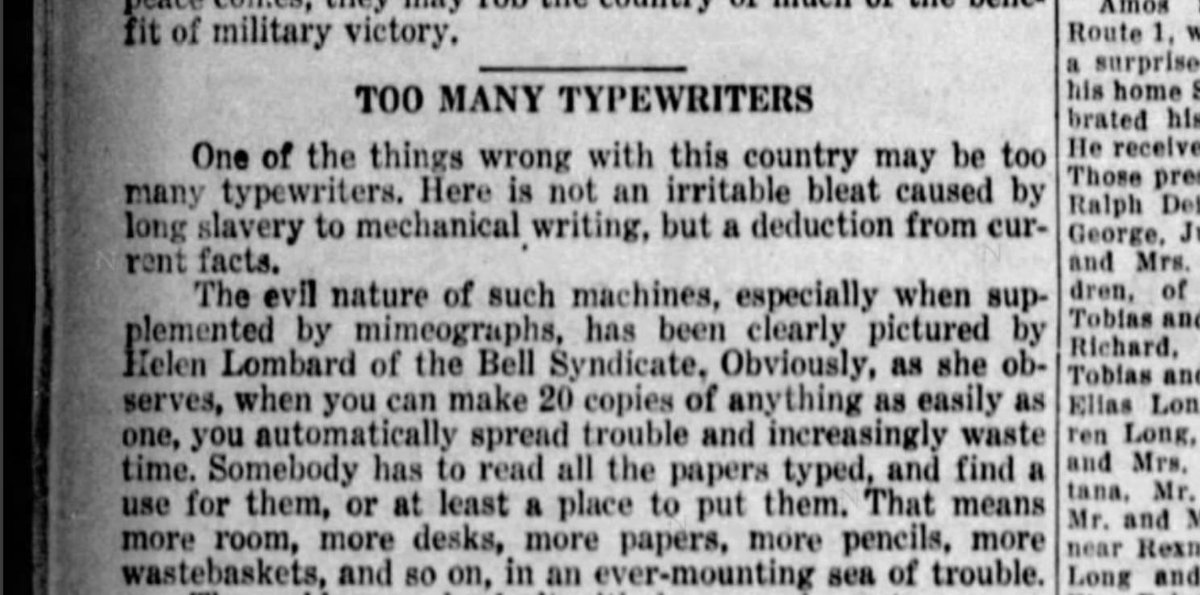 fit of military victory.
TOO MANY TYPEWRITERS
One of the things wrong with this country may be too
many typewriters. Here is not an irritable bleat caused by
long slavery to mechanical writing, but a deduction from cur-
rent facts.
The evil nature of such machines, especially when sup-
plemented by mimeographs, has been clearly pictured by
Helen Lombard of the Bell Syndicate, Obviously, as she ob-
serves, when you can make 20 copies of anything as easily as
one, you automatically spread trouble and increasingly waste
time. Somebody has to read all the papers typed, and find a
use for them, or at least a place to put them. That means
more room, more desks, more papers, more pencils, more
wastebaskets, and so on, in an ever-mounting sea of trouble.
Amos
Route 1,
a surprise
his home
brated his
He receive
Those
Ralph
George,
and Mrs.
dren, of
Tobias and
Richard,
Tobias and
Elias Lon
ren Long,
and Mrs.
tana, Mr.
Mr. and
near Rexn
Long and